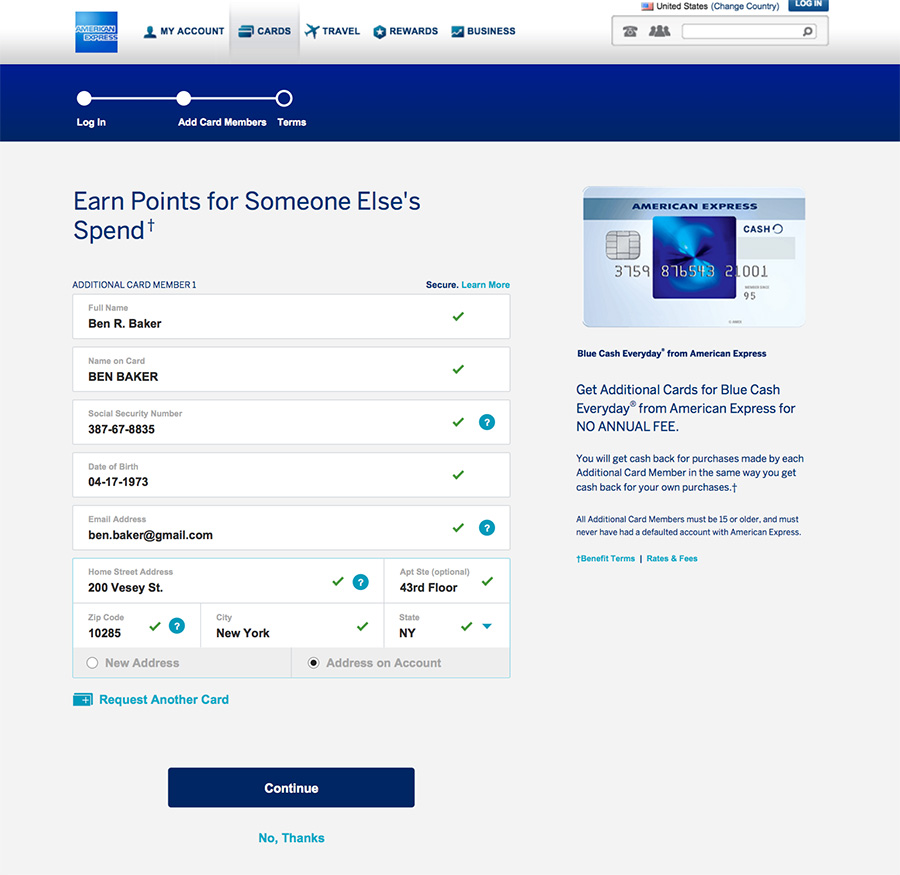 United States (Change Country)
LOG IN
AMERICAN
EXPRESS
MY ACCOUNT
CARDS
TRAVEL
REWARDS
BUSINESS
Log In
Add Card Members
Terms
Earn Points for Someone Else's
Spend†
ADDITIONAL CARD MEMBER 1
Secure. Learn More
Full Name
Ben R. Baker
Name on Card
BEN BAKER
Social Security Number
387-67-8835
?
Date of Birth
04-17-1973
Email Address
ben.baker@gmail.com
?
Home Street Address
200 Vesey St.
?
Apt Ste (optional)
43rd Floor
Zip Code
10285
?
City
New York
State
NY
New Address
Address on Account
Request Another Card
Continue
No, Thanks
AMERICAN EXPRESS
CASH
3759 876543 21001
MEMBER SINCE
95
Blue Cash Everyday® from American Express
Get Additional Cards for Blue Cash
Everyday® from American Express for
NO ANNUAL FEE.
You will get cash back for purchases made by each
Additional Card Member in the same way you get
cash back for your own purchases.†
All Additional Card Members must be 15 or older, and must
never have had a defaulted account with American Express.
†Benefit Terms | Rates & Fees